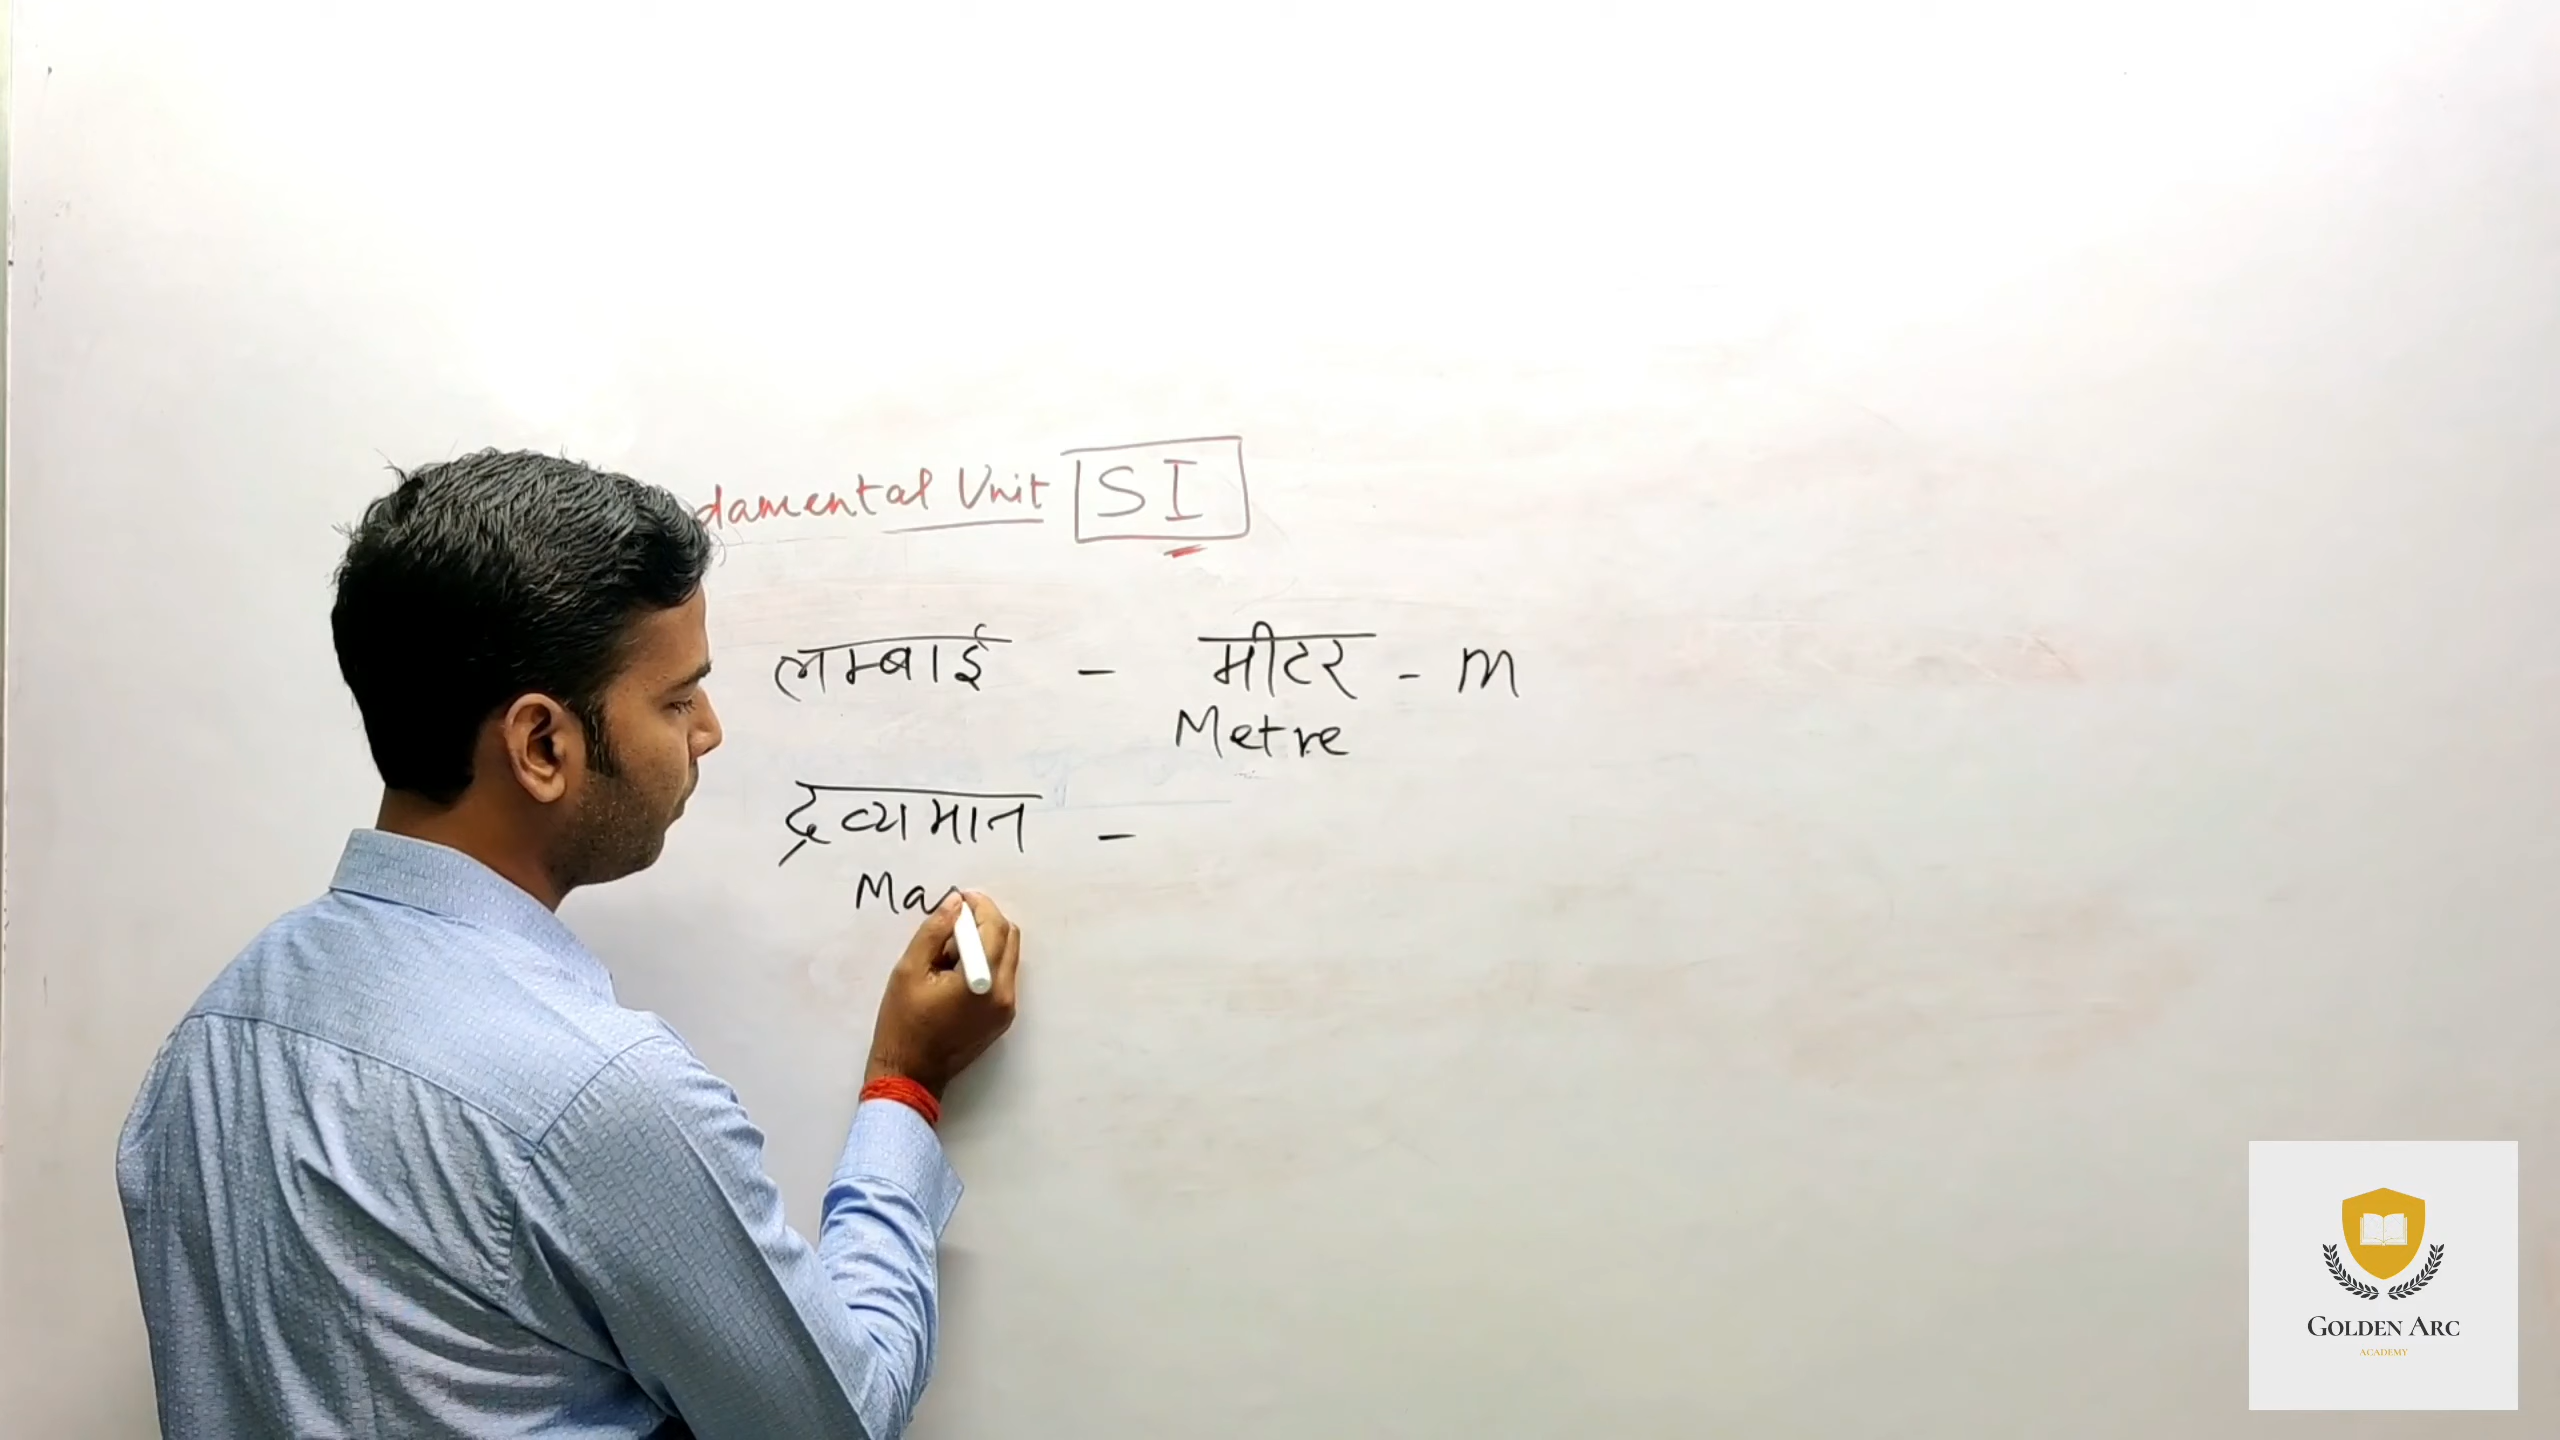 damental Unit SI
लम्बाई - मीटर - m
Metre
द्रव्यमान -
Ma
GOLDEN ARC
ACADEMY